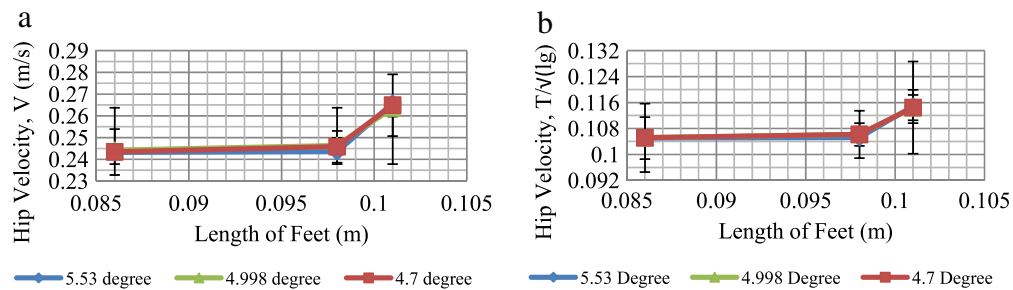 a
Hip Velocity, V (m/s)
0.29
0.28
0.27
0.26
0.25
0.24
0.23
0.085 0.09 0.095 0.1 0.105
Length of Feet (m)
5.53 degree 4.998 degree 4.7 degree
b
Hip Velocity, T/√(lg)
0.132
0.124
0.116
0.108
0.1
0.092
0.085 0.09 0.095 0.1 0.105
Length of Feet (m)
5.53 Degree 4.998 Degree 4.7 Degree